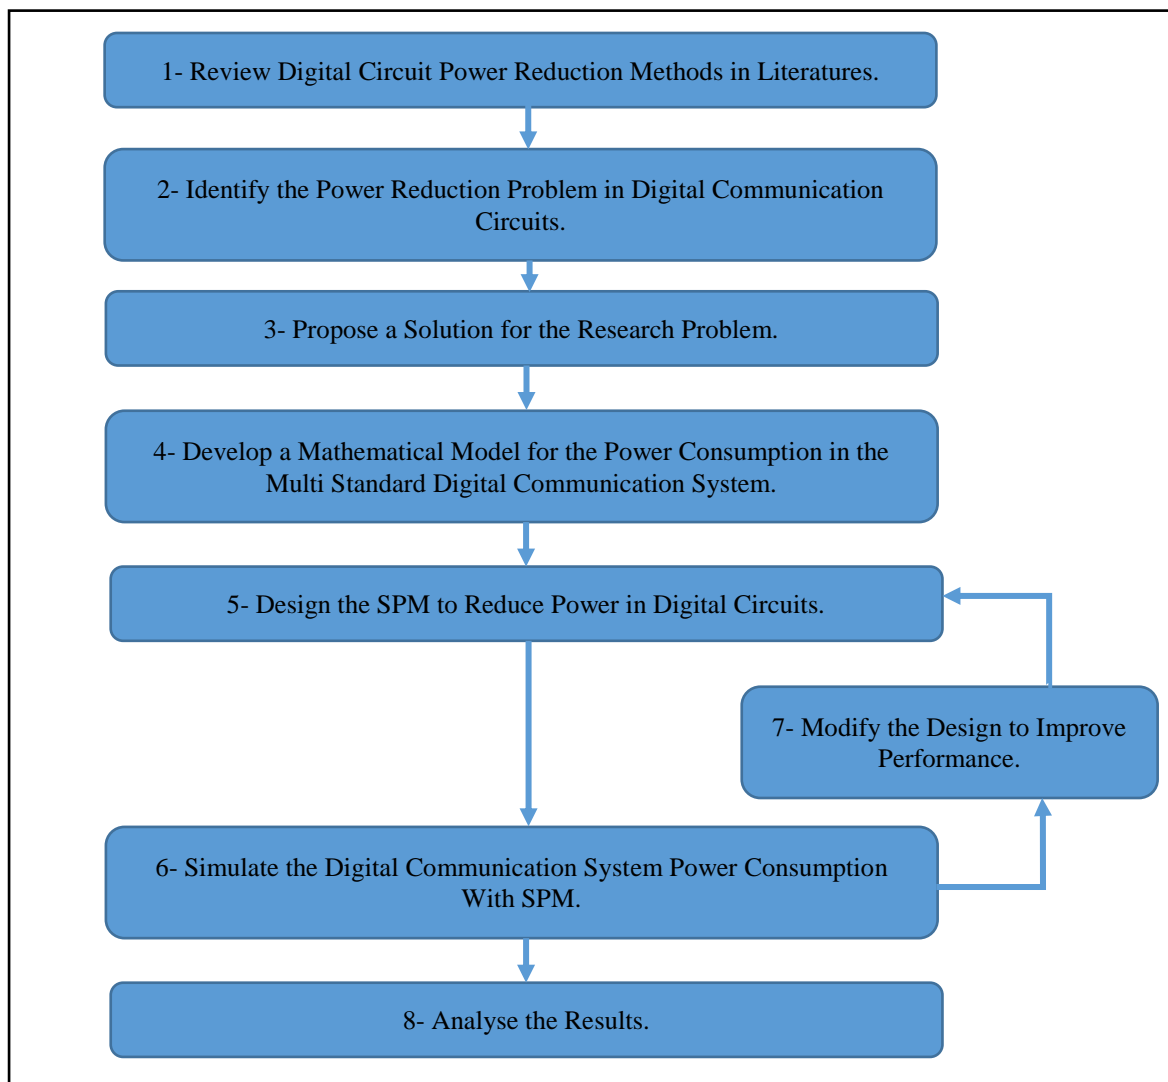 1- Review Digital Circuit Power Reduction Methods in Literatures.
2- Identify the Power Reduction Problem in Digital Communication
Circuits.
3- Propose a Solution for the Research Problem.
4- Develop a Mathematical Model for the Power Consumption in the
Multi Standard Digital Communication System.
5- Design the SPM to Reduce Power in Digital Circuits.
7- Modify the Design to Improve
Performance.
6- Simulate the Digital Communication System Power Consumption
With SPM.
8- Analyse the Results.